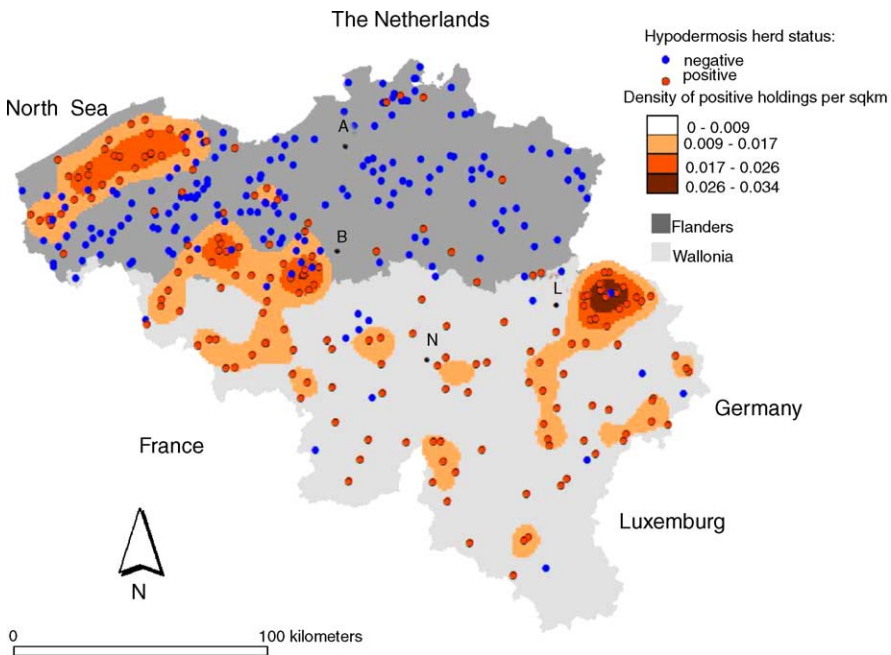 The Netherlands
Hypodermosis herd status:
negative
positive
Density of positive holdings per sqkm
0 - 0.009
0.009 - 0.017
0.017 - 0.026
0.026 - 0.034
Flanders
Wallonia
North Sea
A
B
L
N
Germany
France
Luxemburg
N
0 100 kilometers